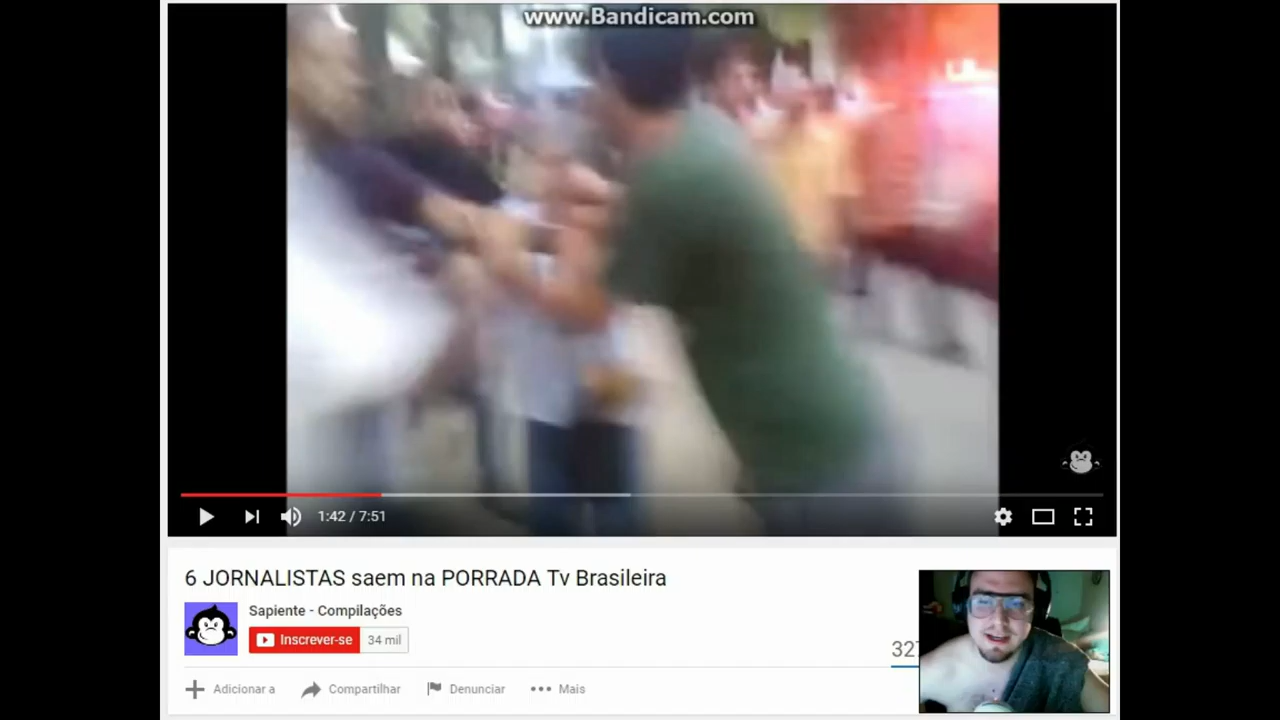 www.Bandicam.com
1:42 / 7:51
6 JORNALISTAS saem na PORRADA Tv Brasileira
Sapiente - Compilações
Inscrever-se 34 mil
Adicionar a Compartilhar Denunciar Mais